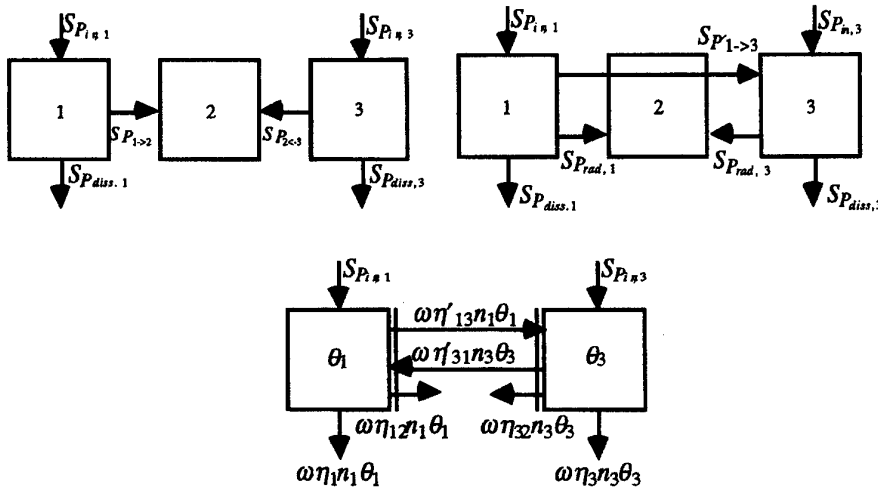 S_{P_{in,1}}
S_{P_{in,3}}
1
2
3
S_{P_{1->2}}
S_{P_{2<-3}}
S_{P_{diss.1}}
S_{P_{diss,3}}
S_{P_{in,1}}
S_{P'_{1->3}}
S_{P_{in,3}}
1
2
3
S_{P_{rad,1}}
S_{P_{rad,3}}
S_{P_{diss.1}}
S_{P_{diss,3}}
S_{P_{in,1}}
S_{P_{in,3}}
ωη'_{13}n_1θ_1
θ_1
ωη'_{31}n_3θ_3
θ_3
ωη_{12}n_1θ_1
ωη_{32}n_3θ_3
ωη_1n_1θ_1
ωη_3n_3θ_3